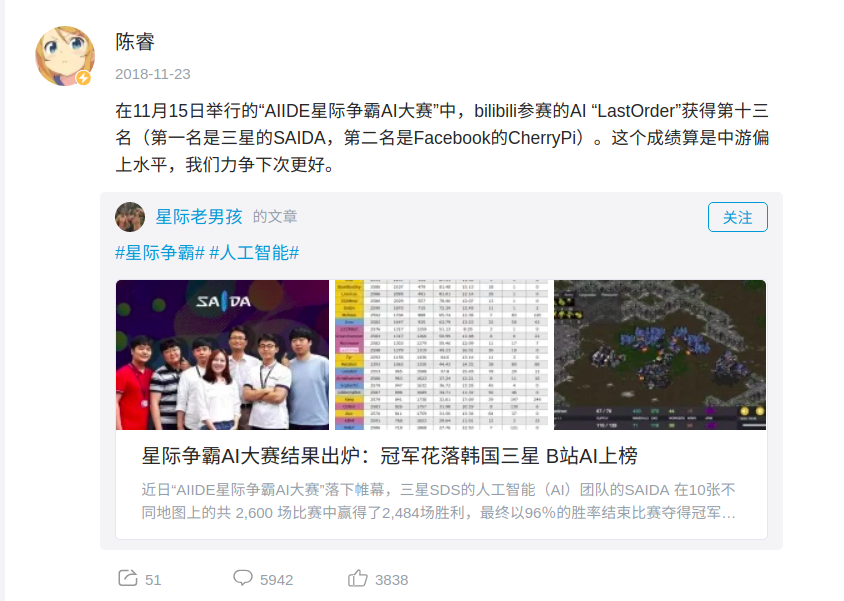 陈睿
2018-11-23
在11月15日举行的“AIIDE星际争霸AI大赛”中，bilibili参赛的AI “LastOrder”获得第十三
名（第一名是三星的SAIDA，第二名是Facebook的CherryPi）。这个成绩算是中游偏
上水平，我们力争下次更好。
星际老男孩 的文章
关注
#星际争霸# #人工智能#
SAIDA
星际争霸AI大赛结果出炉：冠军花落韩国三星 B站AI上榜
近日“AIIDE星际争霸AI大赛”落下帷幕，三星SDS的人工智能（AI）团队的SAIDA 在10张不
同地图上的共 2,600 场比赛中赢得了2,484场胜利，最终以96%的胜率结束比赛夺得冠军…
51
5942
3838